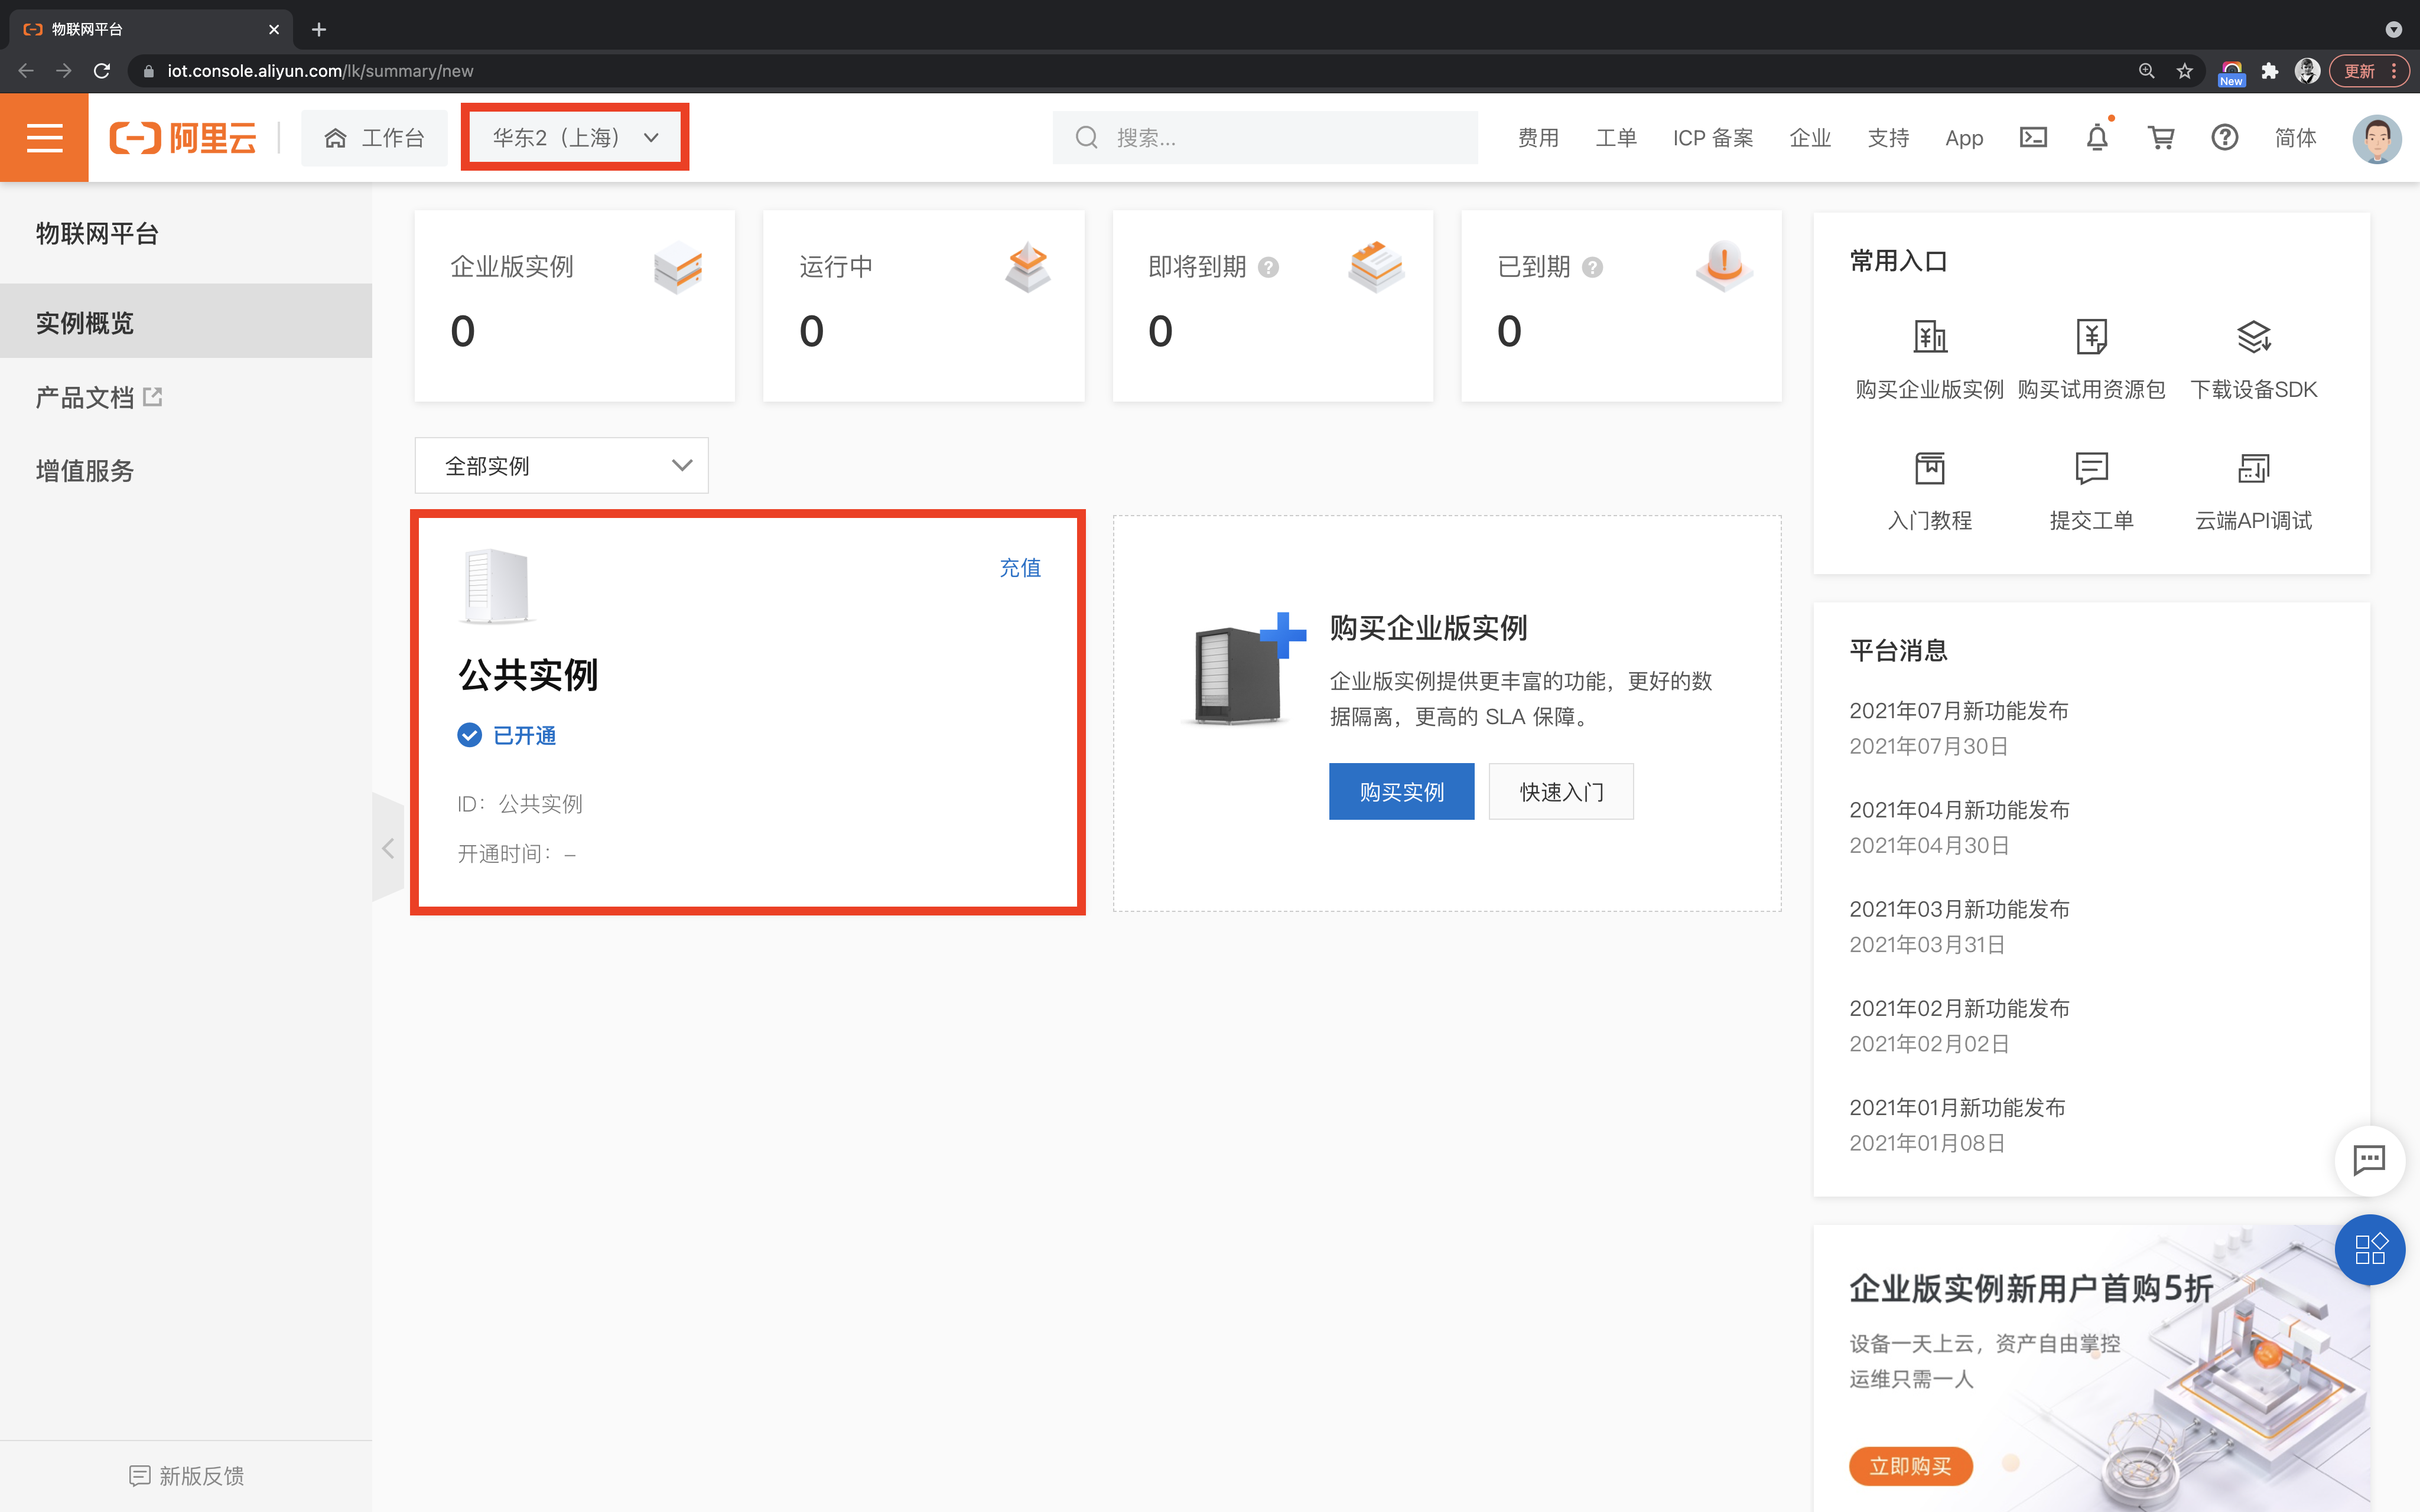 物联网平台
iot.console.aliyun.com/lk/summary/new
New
更新
阿里云
工作台
华东2（上海）
搜索...
费用
工单
ICP 备案
企业
支持
App
简体
物联网平台
实例概览
产品文档
增值服务
新版反馈
企业版实例
0
运行中
0
即将到期
0
已到期
0
全部实例
充值
公共实例
已开通
ID：公共实例
开通时间：–
购买企业版实例
企业版实例提供更丰富的功能，更好的数
据隔离，更高的 SLA 保障。
购买实例
快速入门
常用入口
购买企业版实例
购买试用资源包
下载设备SDK
入门教程
提交工单
云端API调试
平台消息
2021年07月新功能发布
2021年07月30日
2021年04月新功能发布
2021年04月30日
2021年03月新功能发布
2021年03月31日
2021年02月新功能发布
2021年02月02日
2021年01月新功能发布
2021年01月08日
企业版实例新用户首购5折
设备一天上云，资产自由掌控
运维只需一人
立即购买